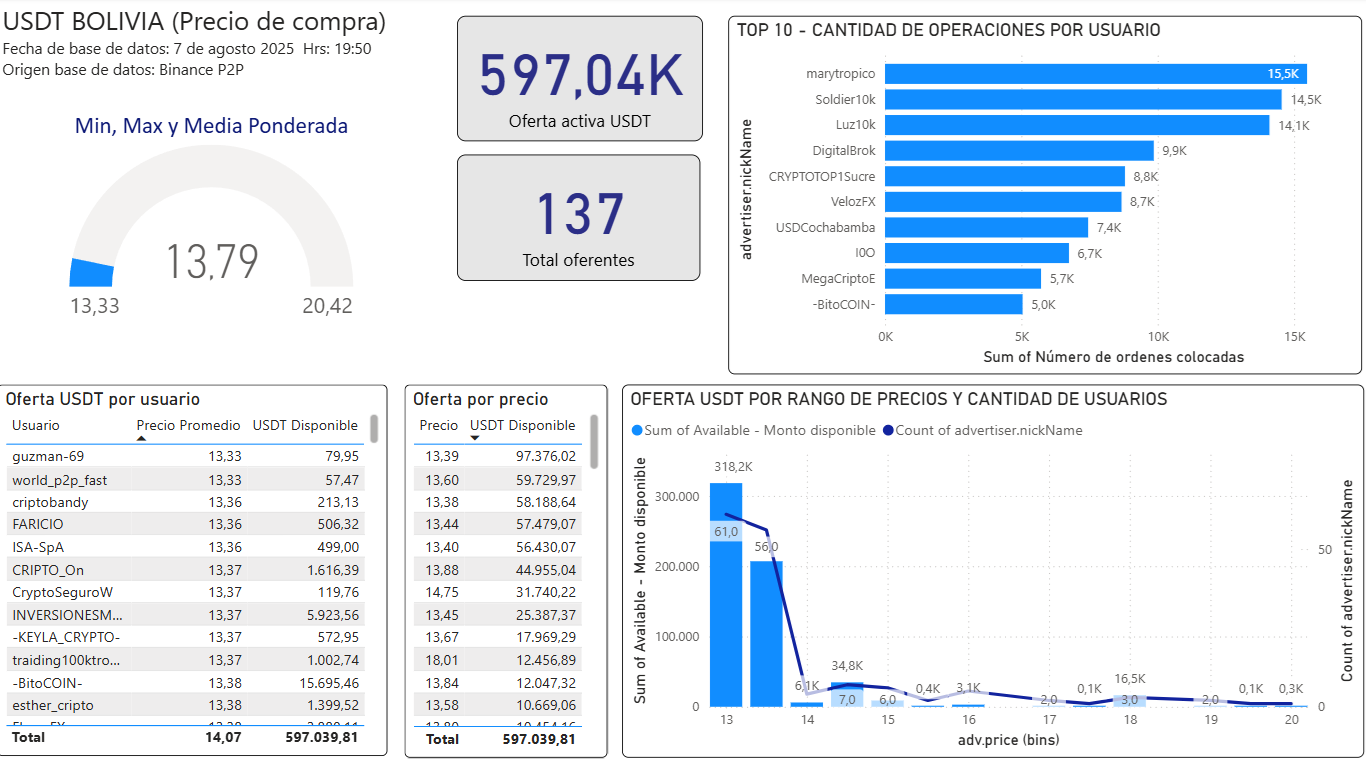 USDT BOLIVIA (Precio de compra)
Fecha de base de datos: 7 de agosto 2025 Hrs: 19:50
Origen base de datos: Binance P2P
Min, Max y Media Ponderada
13,79
13,33
20,42
597,04K
Oferta activa USDT
137
Total oferentes
TOP 10 - CANTIDAD DE OPERACIONES POR USUARIO
advertiser.nickName
marytropico 15,5K
Soldier10k 14,5K
Luz10k 14,1K
DigitalBrok 9,9K
CRYPTOTOP1Sucre 8,8K
VelozFX 8,7K
USDCochabamba 7,4K
I0O 6,7K
MegaCriptoE 5,7K
-BitoCOIN- 5,0K
0K 5K 10K 15K
Sum of Número de ordenes colocadas
Oferta USDT por usuario
Usuario Precio Promedio USDT Disponible
guzman-69 13,33 79,95
world_p2p_fast 13,33 57,47
criptobandy 13,36 213,13
FARICIO 13,36 506,32
ISA-SpA 13,36 499,00
CRIPTO_On 13,37 1.616,39
CryptoSeguroW 13,37 119,76
INVERSIONESM... 13,37 5.923,56
-KEYLA_CRYPTO- 13,37 572,95
traiding100ktro... 13,37 1.002,74
-BitoCOIN- 13,38 15.695,46
esther_cripto 13,38 1.399,52
Total 14,07 597.039,81
Oferta por precio
Precio USDT Disponible
13,39 97.376,02
13,60 59.729,97
13,38 58.188,64
13,44 57.479,07
13,40 56.430,07
13,88 44.955,04
14,75 31.740,22
13,45 25.387,37
13,67 17.969,29
18,01 12.456,89
13,84 12.047,32
13,58 10.669,06
Total 597.039,81
OFERTA USDT POR RANGO DE PRECIOS Y CANTIDAD DE USUARIOS
Sum of Available - Monto disponible Count of advertiser.nickName
Sum of Available - Monto disponible
300.000
200.000
100.000
0
318,2K
61,0
56,0
6,1K
34,8K
7,0
6,0
0,4K
3,1K
2,0
0,1K
16,5K
3,0
2,0
0,1K
0,3K
50
0
Count of advertiser.nickName
13 14 15 16 17 18 19 20
adv.price (bins)